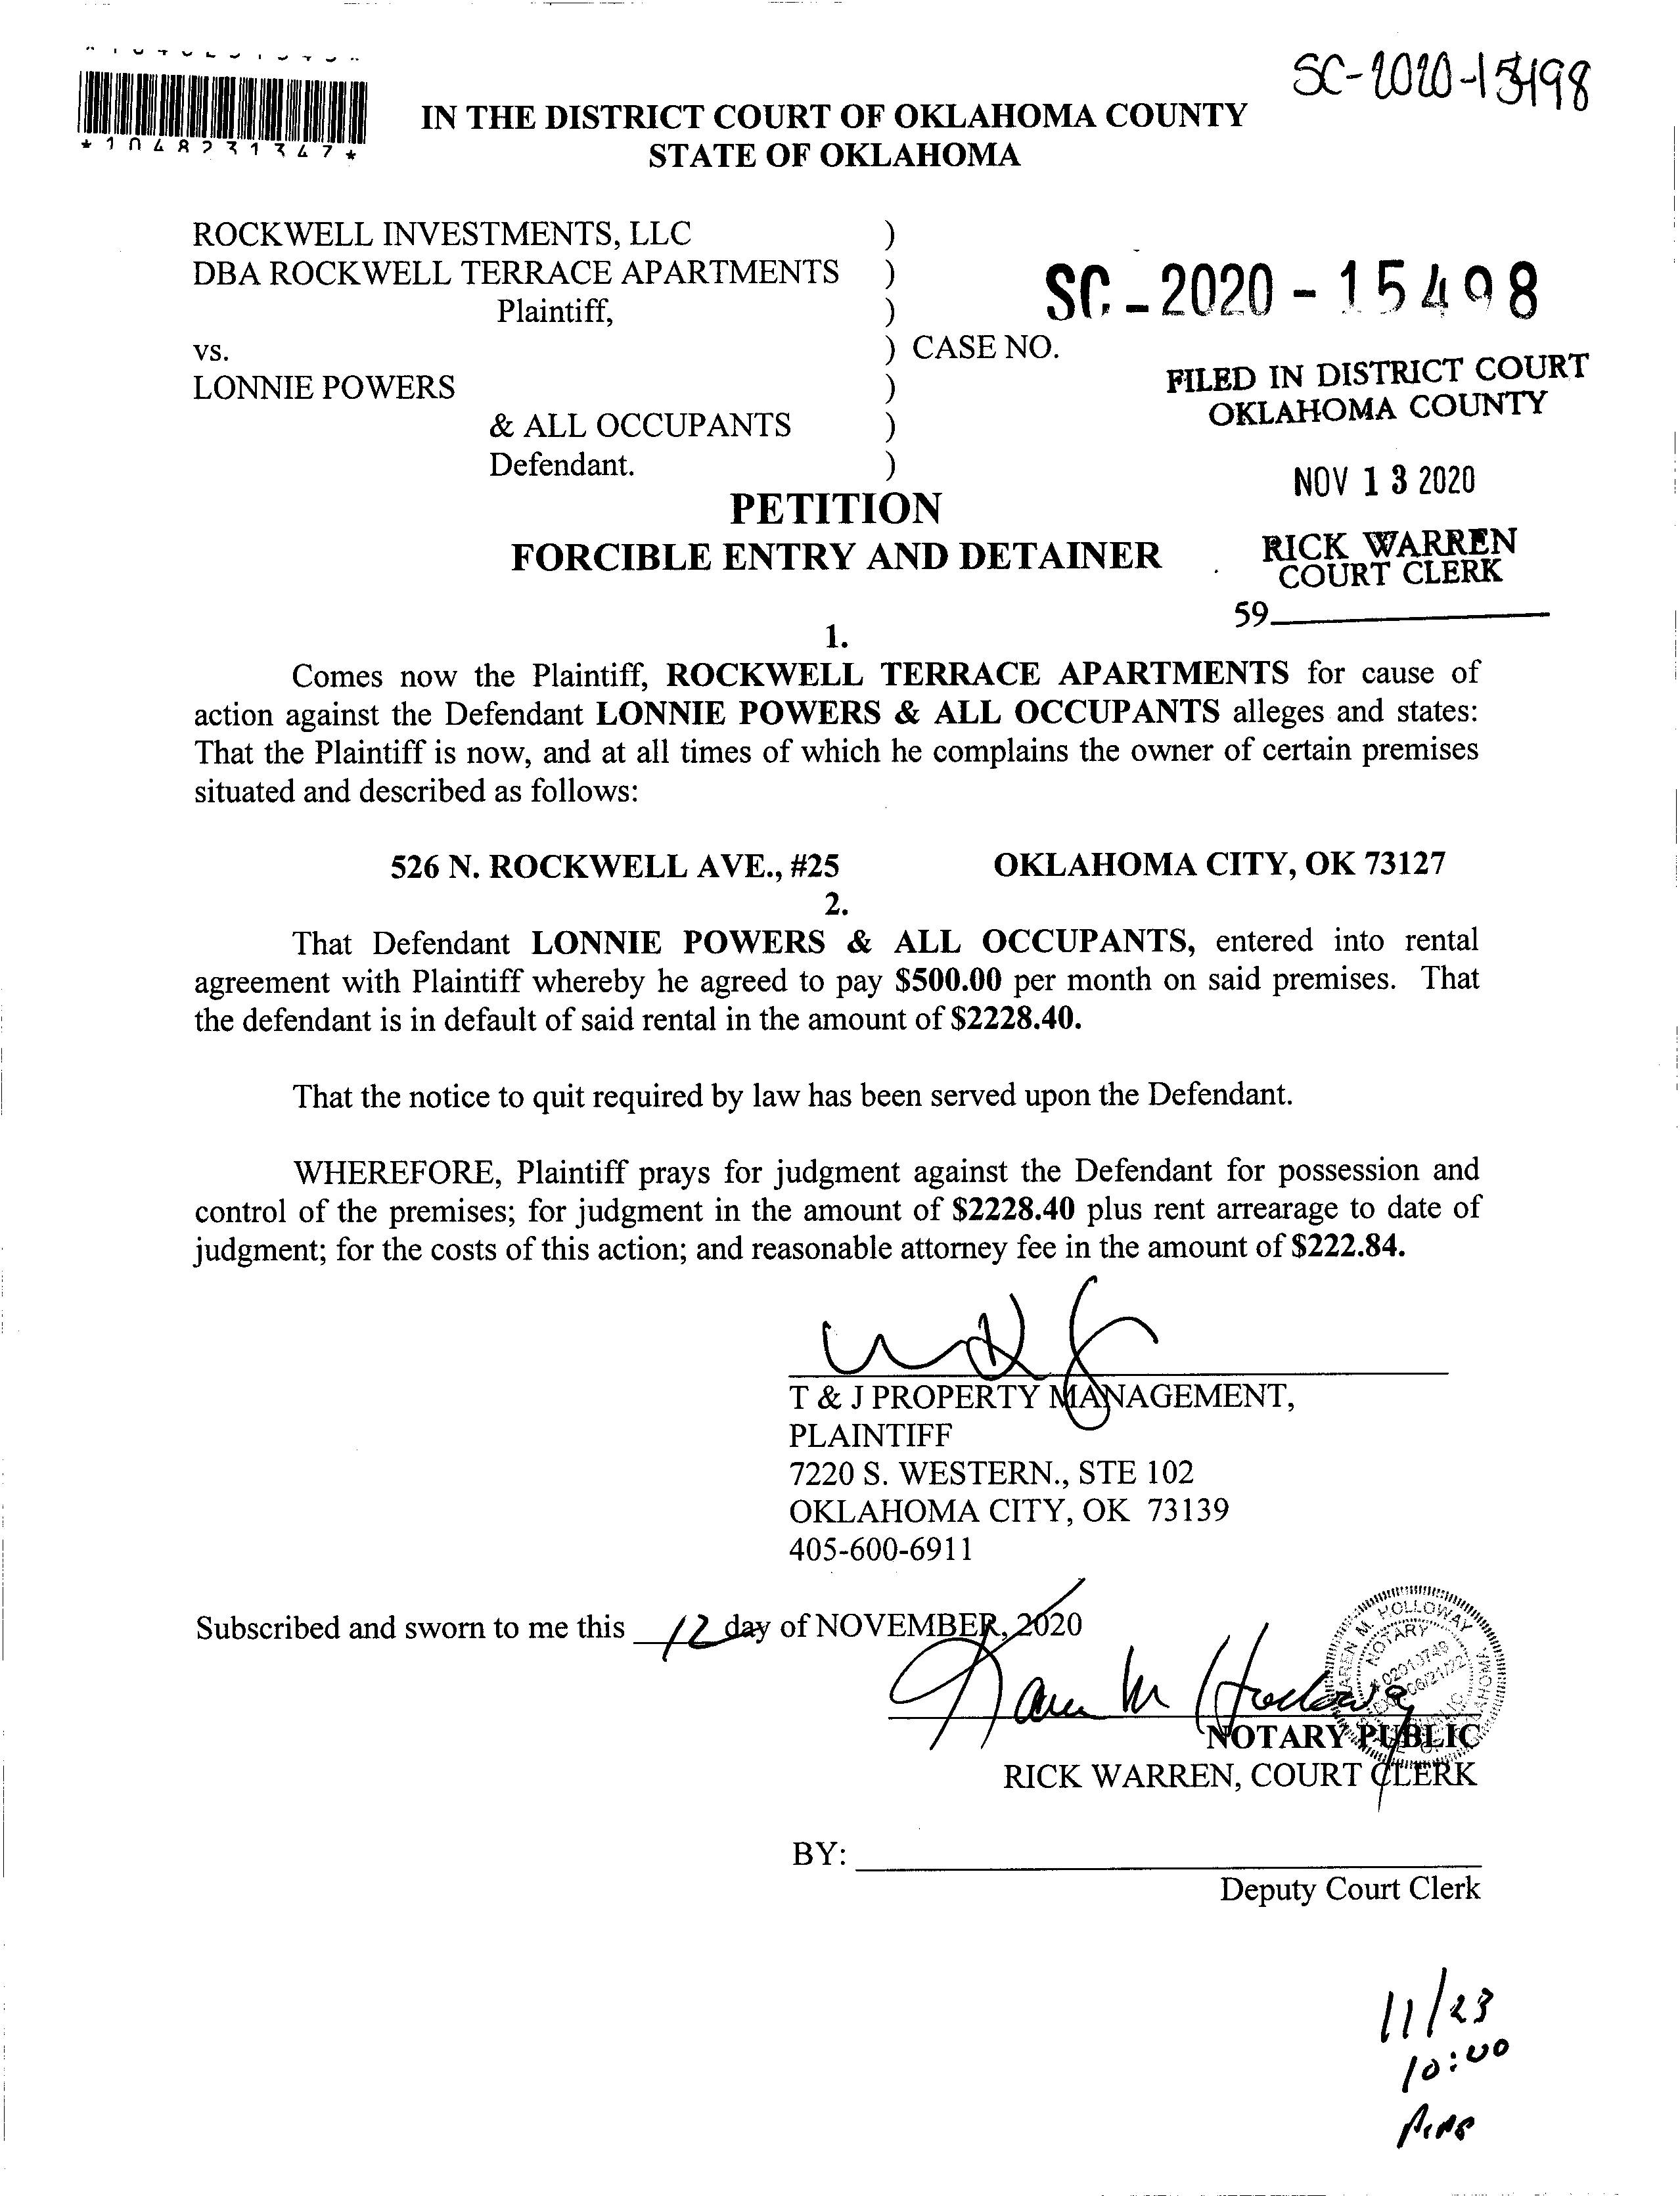 SC-2020-15498
*1048231347*
IN THE DISTRICT COURT OF OKLAHOMA COUNTY
STATE OF OKLAHOMA
ROCKWELL INVESTMENTS, LLC )
DBA ROCKWELL TERRACE APARTMENTS )
Plaintiff, )
SC-2020-15498
vs. ) CASE NO.
LONNIE POWERS )
& ALL OCCUPANTS )
Defendant. )
FILED IN DISTRICT COURT
OKLAHOMA COUNTY
NOV 13 2020
RICK WARREN
COURT CLERK
59
PETITION
FORCIBLE ENTRY AND DETAINER
1.
Comes now the Plaintiff, ROCKWELL TERRACE APARTMENTS for cause of
action against the Defendant LONNIE POWERS & ALL OCCUPANTS alleges and states:
That the Plaintiff is now, and at all times of which he complains the owner of certain premises
situated and described as follows:
526 N. ROCKWELL AVE., #25 OKLAHOMA CITY, OK 73127
2.
That Defendant LONNIE POWERS & ALL OCCUPANTS, entered into rental
agreement with Plaintiff whereby he agreed to pay $500.00 per month on said premises. That
the defendant is in default of said rental in the amount of $2228.40.
That the notice to quit required by law has been served upon the Defendant.
WHEREFORE, Plaintiff prays for judgment against the Defendant for possession and
control of the premises; for judgment in the amount of $2228.40 plus rent arrearage to date of
judgment; for the costs of this action; and reasonable attorney fee in the amount of $222.84.
T & J PROPERTY MANAGEMENT,
PLAINTIFF
7220 S. WESTERN., STE 102
OKLAHOMA CITY, OK 73139
405-600-6911
Subscribed and sworn to me this 12 day of NOVEMBER, 2020
Karen M Holloway
KAREN M. HOLLOWAY
NOTARY
NOTARY PUBLIC
RICK WARREN, COURT CLERK
BY:
Deputy Court Clerk
11/23
10:00